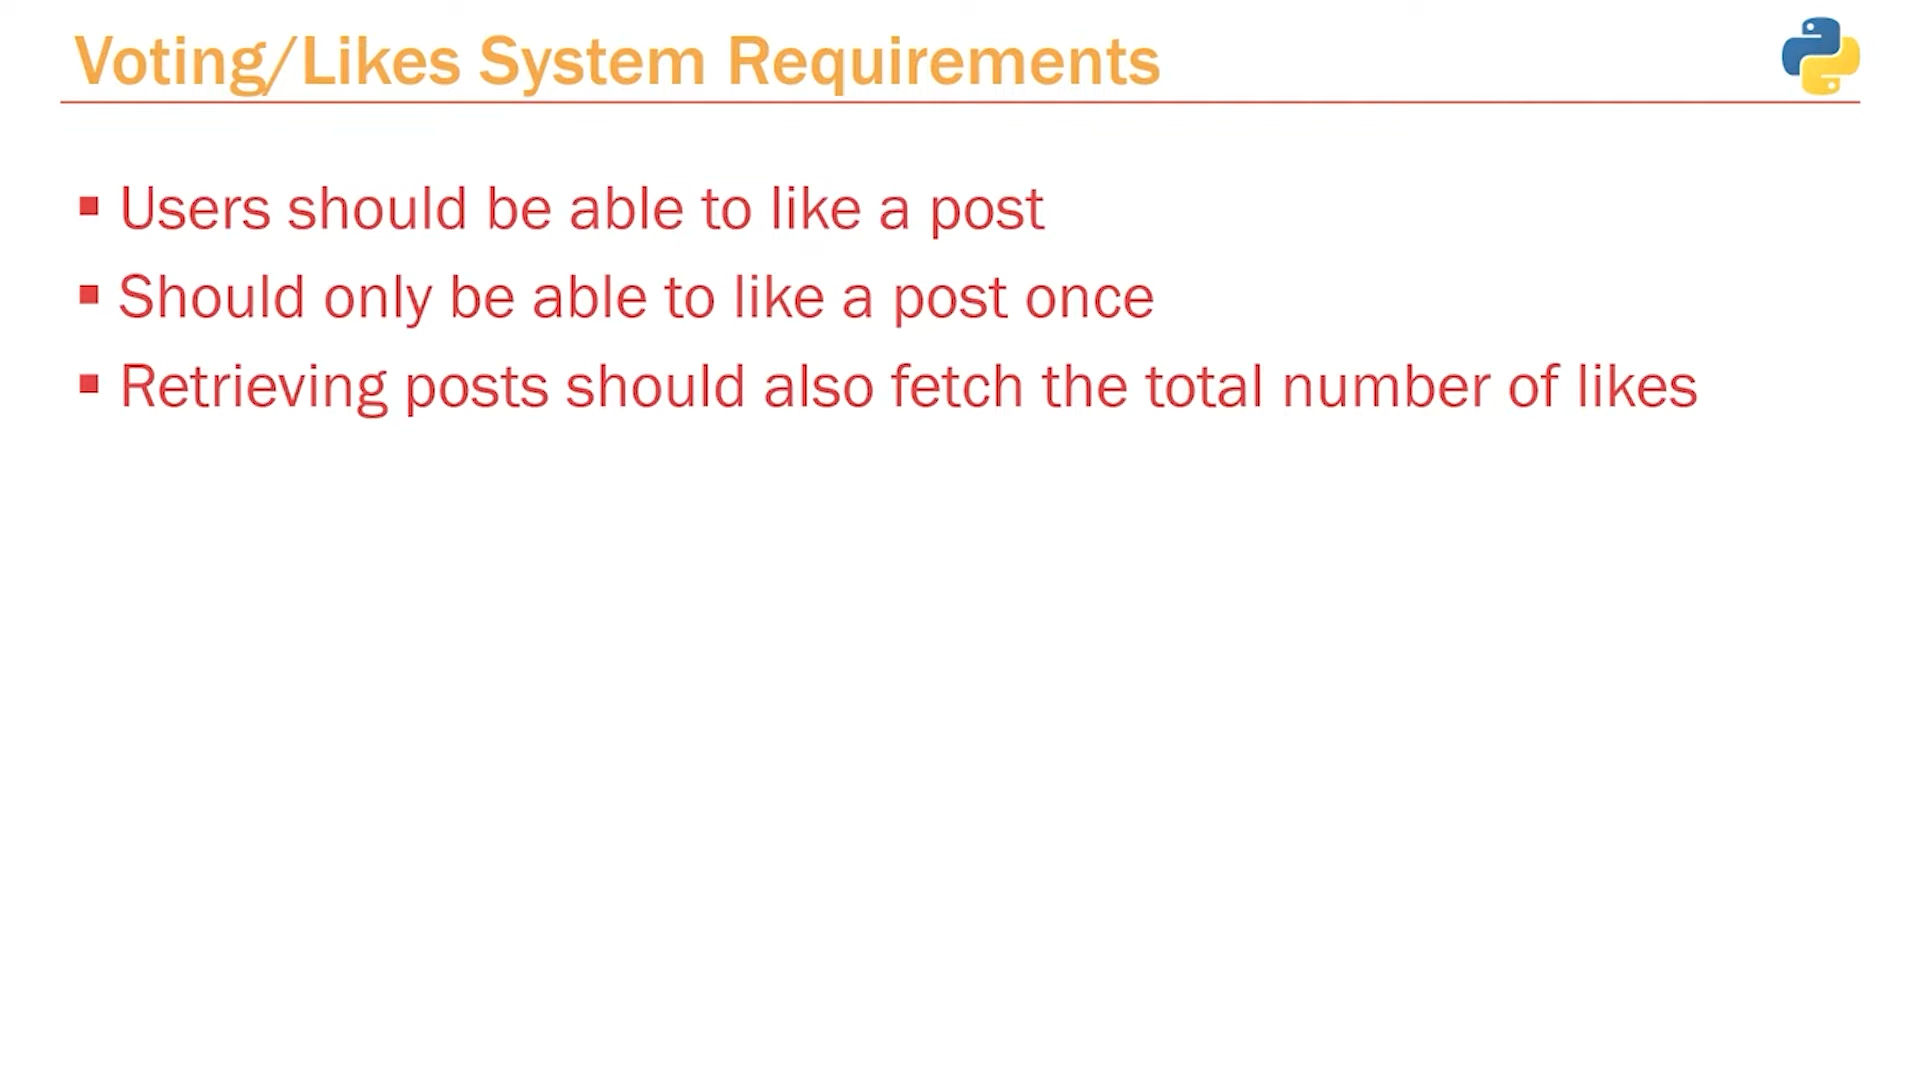 Voting/Likes System Requirements
▪ Users should be able to like a post
▪ Should only be able to like a post once
▪ Retrieving posts should also fetch the total number of likes